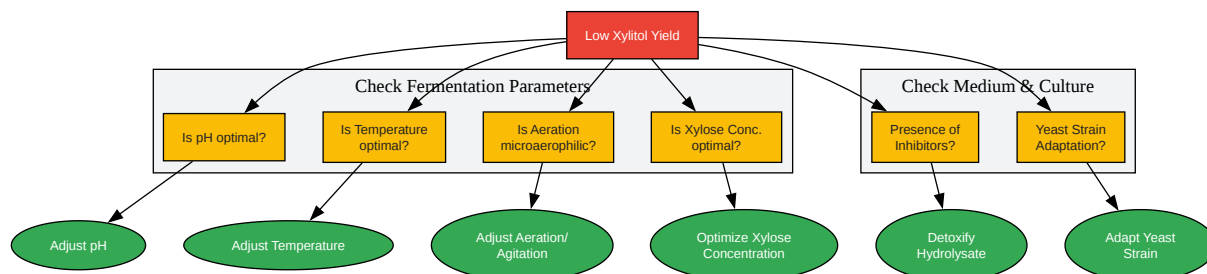 Low Xylitol Yield
Check Fermentation Parameters
Check Medium & Culture
Is pH optimal?
Is Temperature
optimal?
Is Aeration
microaerophilic?
Is Xylose Conc.
optimal?
Presence of
Inhibitors?
Yeast Strain
Adaptation?
Adjust pH
Adjust Temperature
Adjust Aeration/
Agitation
Optimize Xylose
Concentration
Detoxify
Hydrolysate
Adapt Yeast
Strain